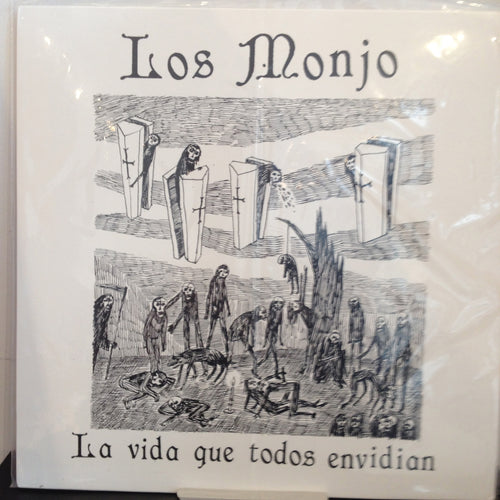 Los Monjo
La vida que todos envidian